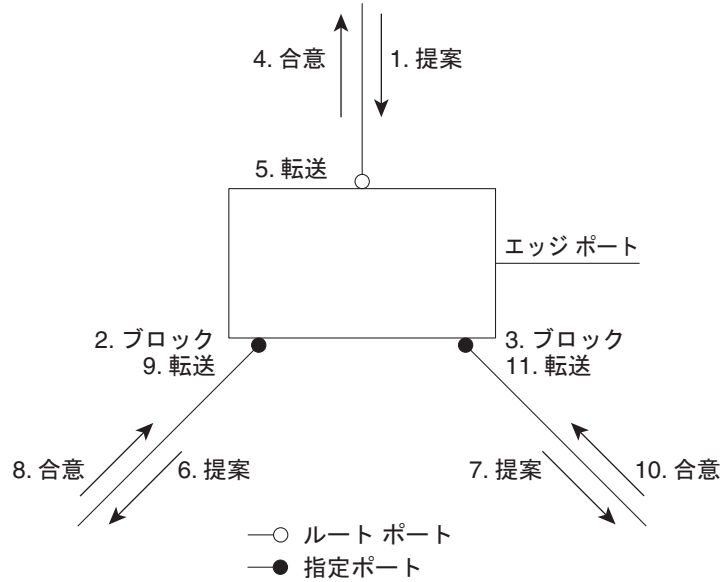 4. 合意
1. 提案
5. 転送
エッジ ポート
2. ブロック
9. 転送
3. ブロック
11. 転送
8. 合意
6. 提案
7. 提案
10. 合意
ルート ポート
指定ポート